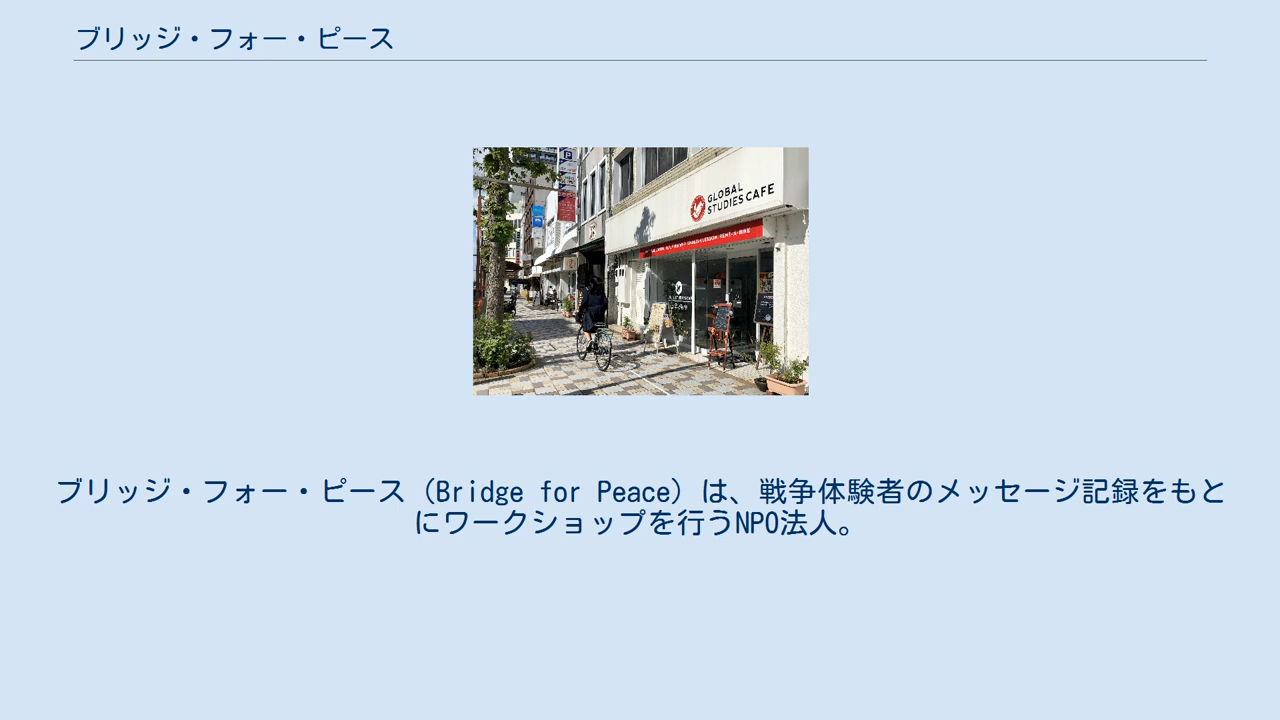 ブリッジ・フォー・ピース
P
GLOBAL
STUDIES CAFE
ブリッジ・フォー・ピース（Bridge for Peace）は、戦争体験者のメッセージ記録をもと
にワークショップを行うNPO法人。